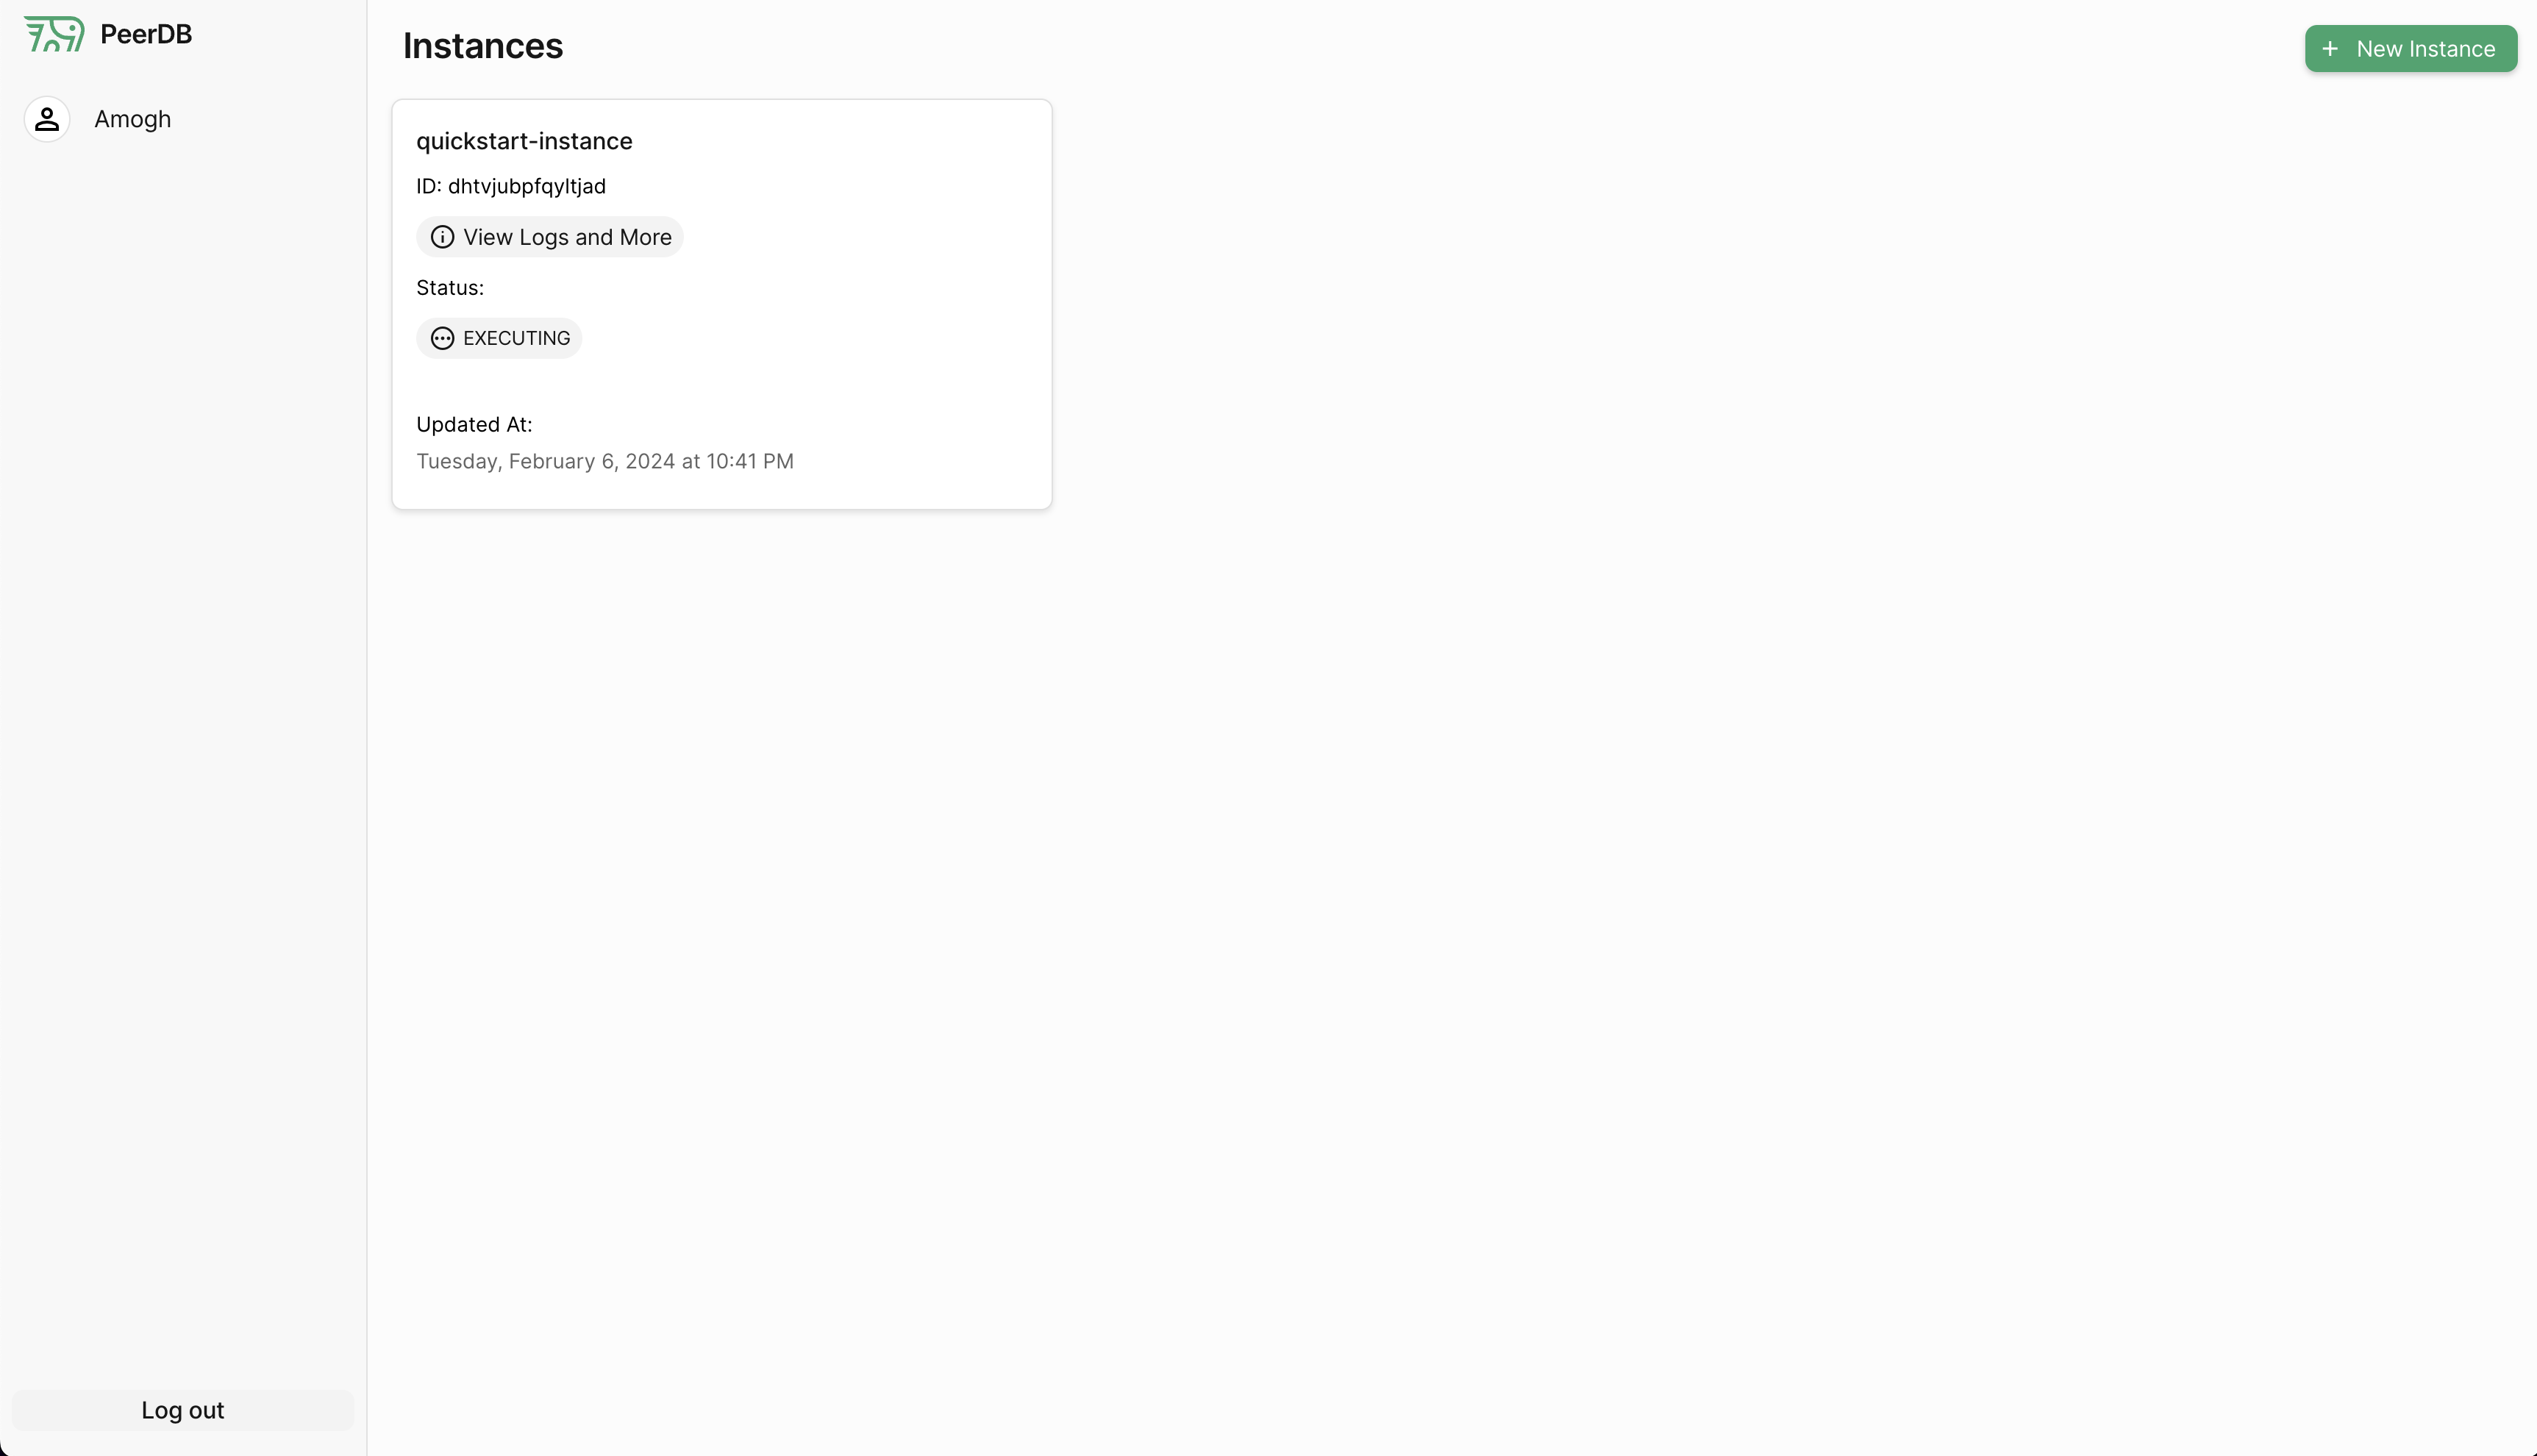 PeerDB
Amogh
Log out
Instances
New Instance
quickstart-instance
ID: dhtvjubpfqyltjad
View Logs and More
Status:
EXECUTING
Updated At:
Tuesday, February 6, 2024 at 10:41 PM